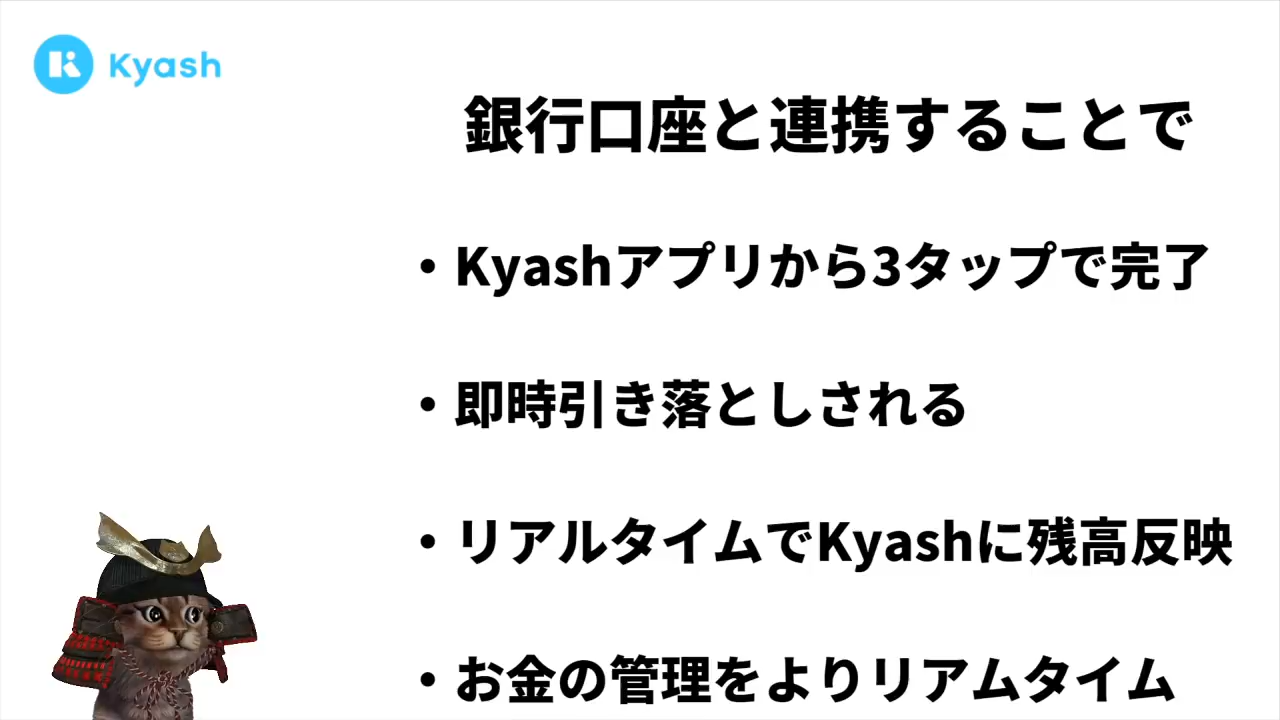 Kyash
銀行口座と連携することで
・Kyashアプリから3タップで完了
・即時引き落としされる
・リアルタイムでKyashに残高反映
・お金の管理をよりリアムタイム